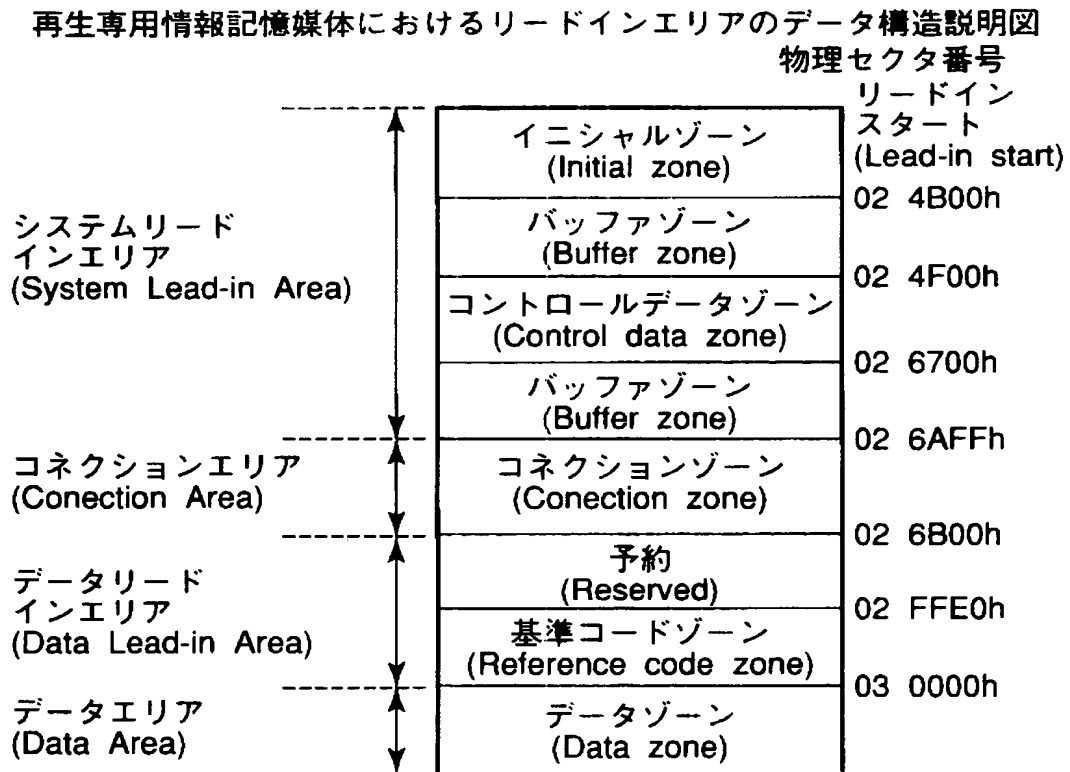 再生専用情報記憶媒体におけるリードインエリアのデータ構造説明図
物理セクタ番号
リードイン
スタート
(Lead-in start)
イニシャルゾーン
(Initial zone)
02 4B00h
システムリード
インエリア
(System Lead-in Area)
バッファゾーン
(Buffer zone)
02 4F00h
コントロールデータゾーン
(Control data zone)
02 6700h
バッファゾーン
(Buffer zone)
02 6AFFh
コネクションエリア
(Conection Area)
コネクションゾーン
(Conection zone)
02 6B00h
データリード
インエリア
(Data Lead-in Area)
予約
(Reserved)
02 FFE0h
基準コードゾーン
(Reference code zone)
03 0000h
データエリア
(Data Area)
データゾーン
(Data zone)